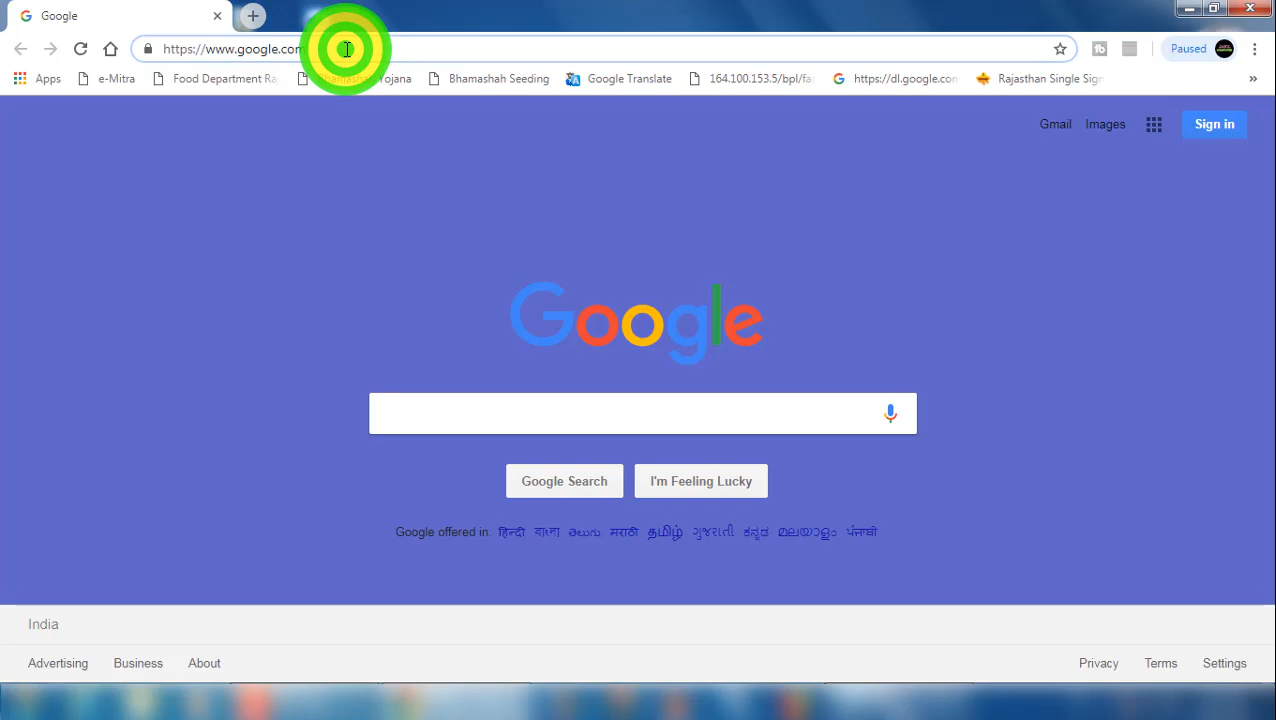 Google
https://www.google.com
Paused
Apps e-Mitra Food Department Ra Bhamashah Yojana Bhamashah Seeding Google Translate 164.100.153.5/bpl/fa https://dl.google.com Rajasthan Single Sign »
Gmail Images Sign in
Google
Google Search I'm Feeling Lucky
Google offered in: हिन्दी বাংলা తెలుగు मराठी தமிழ் ગુજરાતી ಕನ್ನಡ മലയാളം ਪੰਜਾਬੀ
India
Advertising Business About Privacy Terms Settings